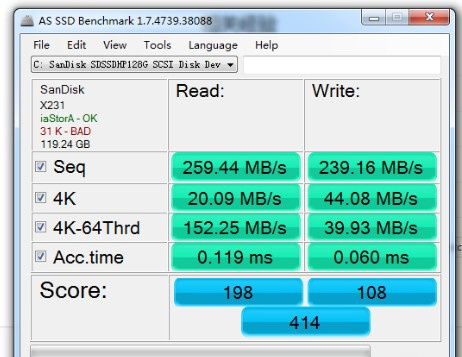 AS SSD Benchmark 1.7.4739.38088
File Edit View Tools Language Help
C: SanDisk SDSSDHP128G SCSI Disk Dev
SanDisk
X231
iaStorA - OK
31 K - BAD
119.24 GB
Read: Write:
Seq 259.44 MB/s 239.16 MB/s
4K 20.09 MB/s 44.08 MB/s
4K-64Thrd 152.25 MB/s 39.93 MB/s
Acc.time 0.119 ms 0.060 ms
Score: 198 108
414